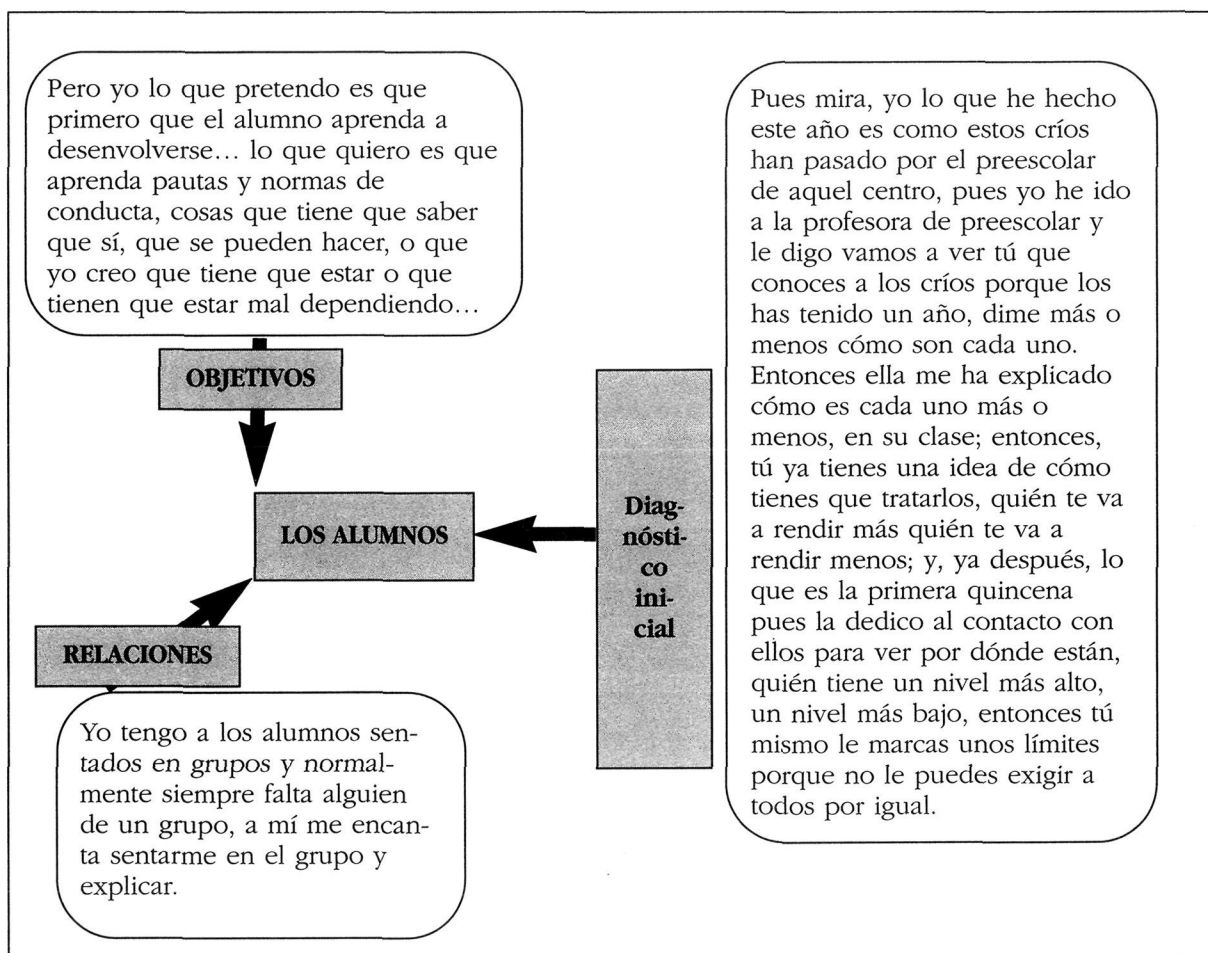 Pero yo lo que pretendo es que
primero que el alumno aprenda a
desenvolverse... lo que quiero es que
aprenda pautas y normas de
conducta, cosas que tiene que saber
que sí, que se pueden hacer, o que
yo creo que tiene que estar o que
tienen que estar mal dependiendo...
OBJETIVOS
LOS ALUMNOS
RELACIONES
Yo tengo a los alumnos sen-
tados en grupos y normal-
mente siempre falta alguien
de un grupo, a mí me encan-
ta sentarme en el grupo y
explicar.
Diag-
nósti-
co
ini-
cial
Pues mira, yo lo que he hecho
este año es como estos críos
han pasado por el preescolar
de aquel centro, pues yo he ido
a la profesora de preescolar y
le digo vamos a ver tú que
conoces a los críos porque los
has tenido un año, dime más o
menos cómo son cada uno.
Entonces ella me ha explicado
cómo es cada uno más o
menos, en su clase; entonces,
tú ya tienes una idea de cómo
tienes que tratarlos, quién te va
a rendir más quién te va a
rendir menos; y, ya después, lo
que es la primera quincena
pues la dedico al contacto con
ellos para ver por dónde están,
quién tiene un nivel más alto,
un nivel más bajo, entonces tú
mismo le marcas unos límites
porque no le puedes exigir a
todos por igual.